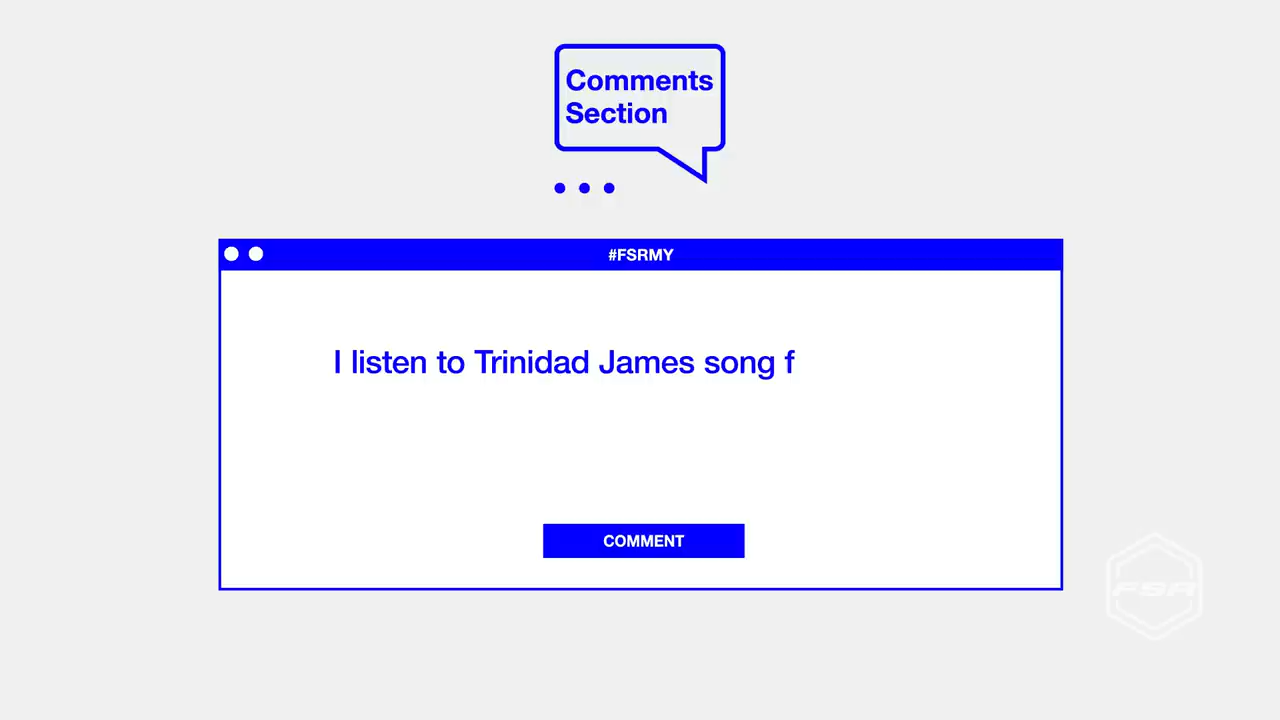 Comments
Section
#FSRMY
I listen to Trinidad James song f
COMMENT
FSR